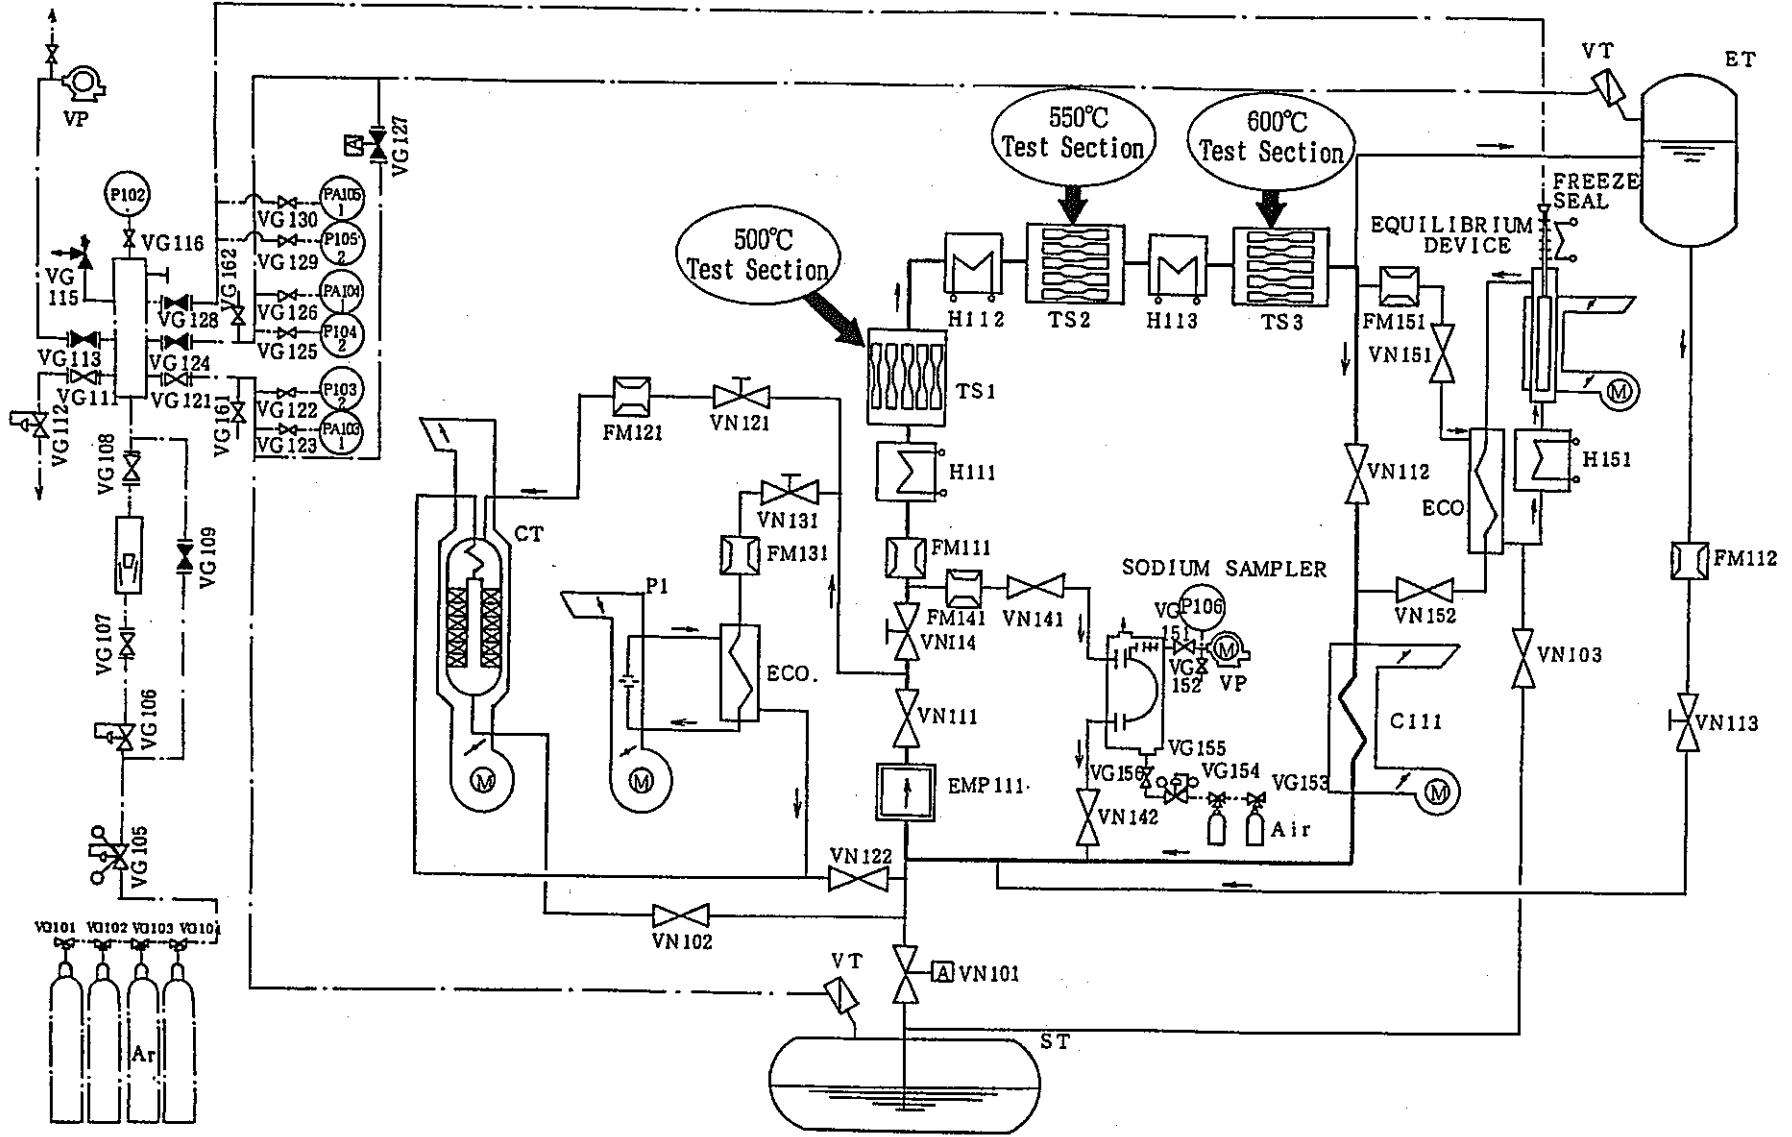 VT
ET
VP
550℃
Test Section
600℃
Test Section
A
VG127
P102
PA105
1
VG130
P105
2
VG129
VG116
VG
115
VG162
VG128
PA104
VG126
P104
2
VG125
VG113
VG124
VG111
VG121
P103
2
VG122
PA103
1
VG123
VG112
VG161
500℃
Test Section
FREEZE
SEAL
EQUILIBRIUM
DEVICE
H112
TS2
H113
TS3
FM151
VN151
M
TS1
FM121
VN121
VG108
H111
VN112
H151
ECO
VN131
CT
VG109
FM131
FM111
FM112
SODIUM SAMPLER
P1
FM141
VN141
VG
151
P106
VN152
VG107
VN114
M
VN103
ECO.
VG
152
VP
VG106
VN111
C111
VN113
VG155
VG156
VG154
VG153
M
M
EMP111
M
VN142
Air
VG105
VN122
VG101
VG102
VG103
VG104
VN102
VT
A
VN101
Ar
ST